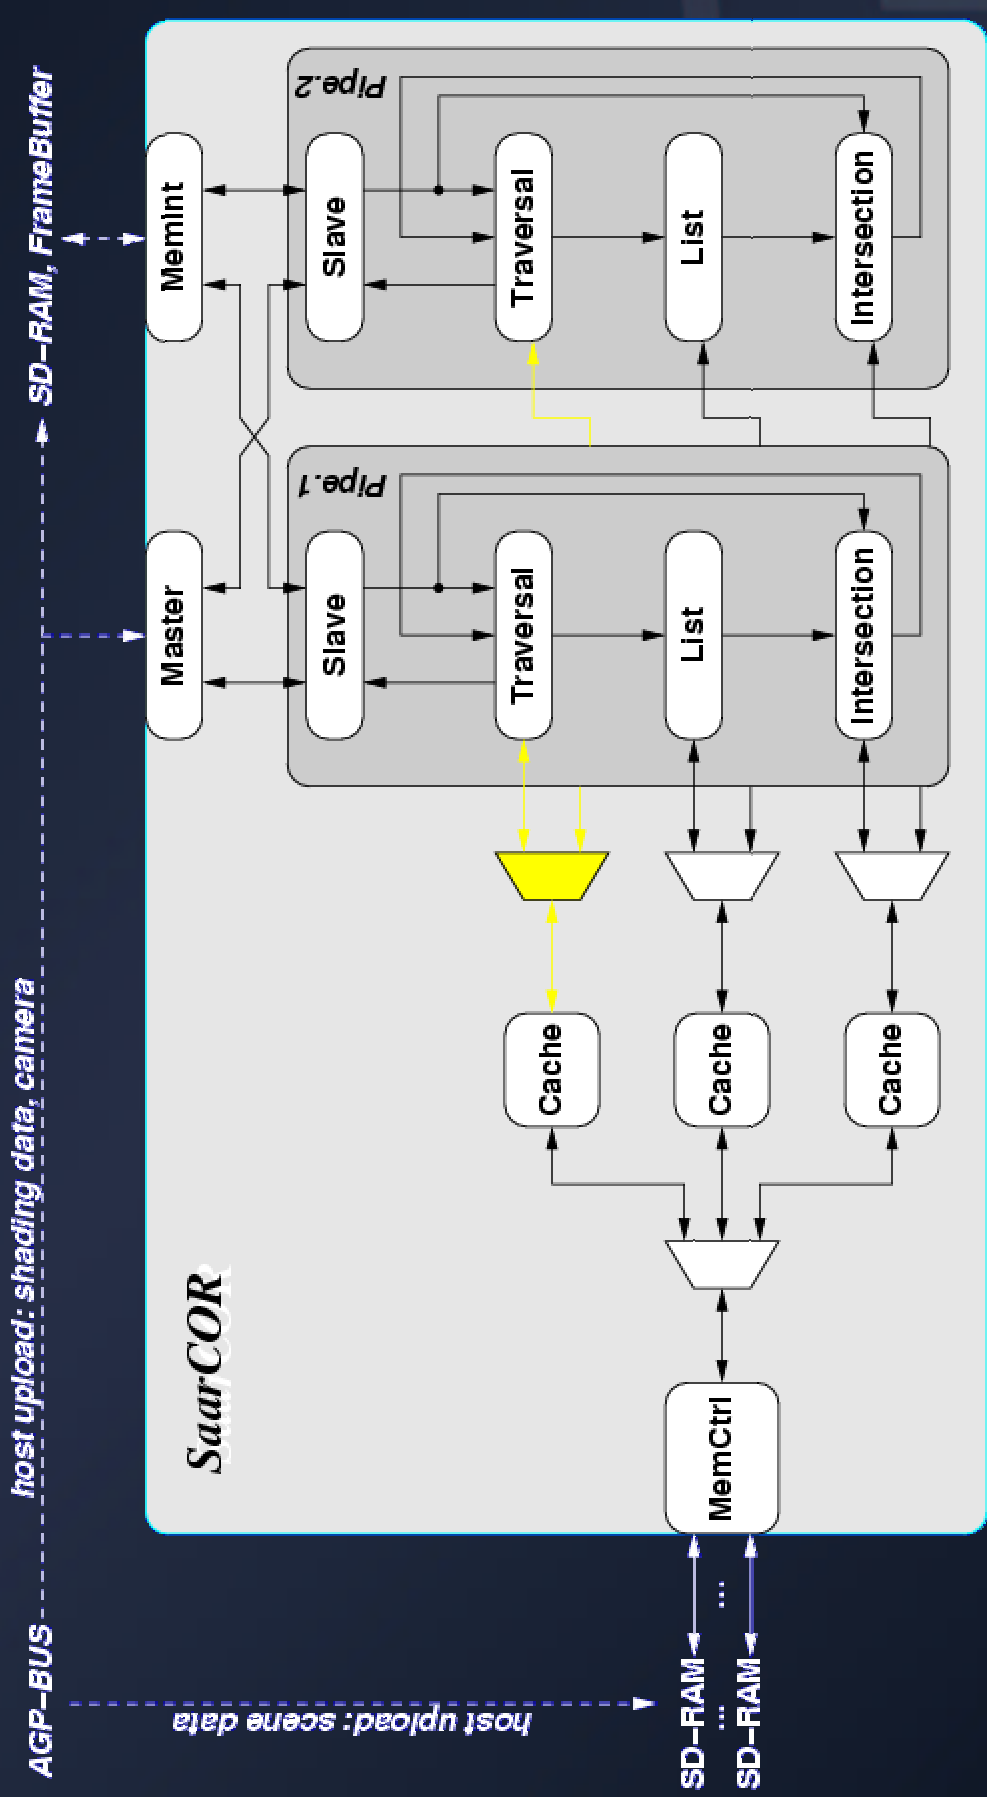 AGP-BUS
host upload: shading data, camera
SD-RAM, FrameBuffer
host upload: scene data
SaarCOR
SD-RAM
...
...
SD-RAM
MemCtrl
Cache
Cache
Cache
Master
Pipe.1
Slave
Traversal
List
Intersection
MemInt
Pipe.2
Slave
Traversal
List
Intersection